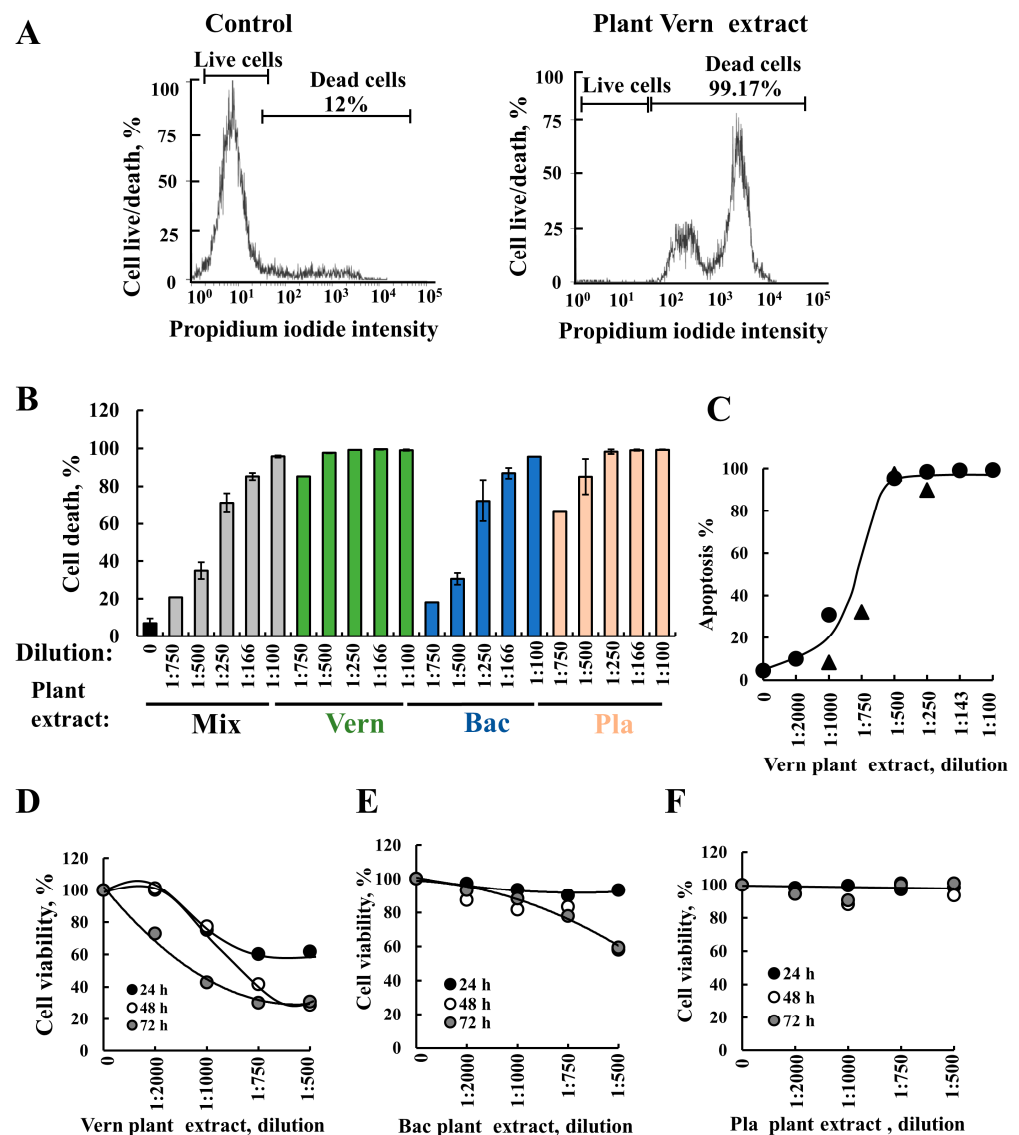 A
Control
Live cells
Dead cells
12%
Cell live/death, %
100
75
50
25
0
10⁰ 10¹ 10² 10³ 10⁴ 10⁵
Propidium iodide intensity
Plant Vern extract
Live cells
Dead cells
99.17%
Cell live/death, %
100
75
50
25
0
10⁰ 10¹ 10² 10³ 10⁴ 10⁵
Propidium iodide intensity
B
Cell death, %
120
100
80
60
40
20
0
Dilution: 0 1:750 1:500 1:250 1:166 1:100 1:750 1:500 1:250 1:166 1:100 1:750 1:500 1:250 1:166 1:100 1:750 1:500 1:250 1:166 1:100
Plant
extract:
Mix Vern Bac Pla
C
Apoptosis %
100
80
60
40
20
0
0 1:2000 1:1000 1:750 1:500 1:250 1:143 1:100
Vern plant extract, dilution
D
Cell viability, %
120
100
80
60
40
20
0
24 h
48 h
72 h
0 1:2000 1:1000 1:750 1:500
Vern plant extract, dilution
E
Cell viability, %
120
100
80
60
40
20
0
24 h
48 h
72 h
0 1:2000 1:1000 1:750 1:500
Bac plant extract, dilution
F
Cell viability, %
120
100
80
60
40
20
0
24 h
48 h
72 h
0 1:2000 1:1000 1:750 1:500
Pla plant extract , dilution